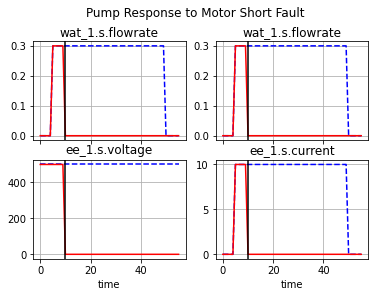 Pump Response to Motor Short Fault
wat_1.s.flowrate
wat_1.s.flowrate
0.3
0.2
0.1
0.0
0.3
0.2
0.1
0.0
ee_1.s.voltage
ee_1.s.current
400
200
0
10
5
0
0 20 40
0 20 40
time
time